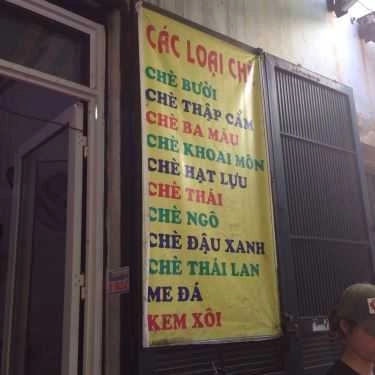 CÁC LOẠI CHÈ
CHÈ BƯỞI
CHÈ THẬP CẨM
CHÈ BA MÀU
CHÈ KHOAI MÔN
CHÈ HẠT LỰU
CHÈ THÁI
CHÈ NGÔ
CHÈ ĐẬU XANH
CHÈ THÁI LAN
ME ĐÁ
KEM XÔI